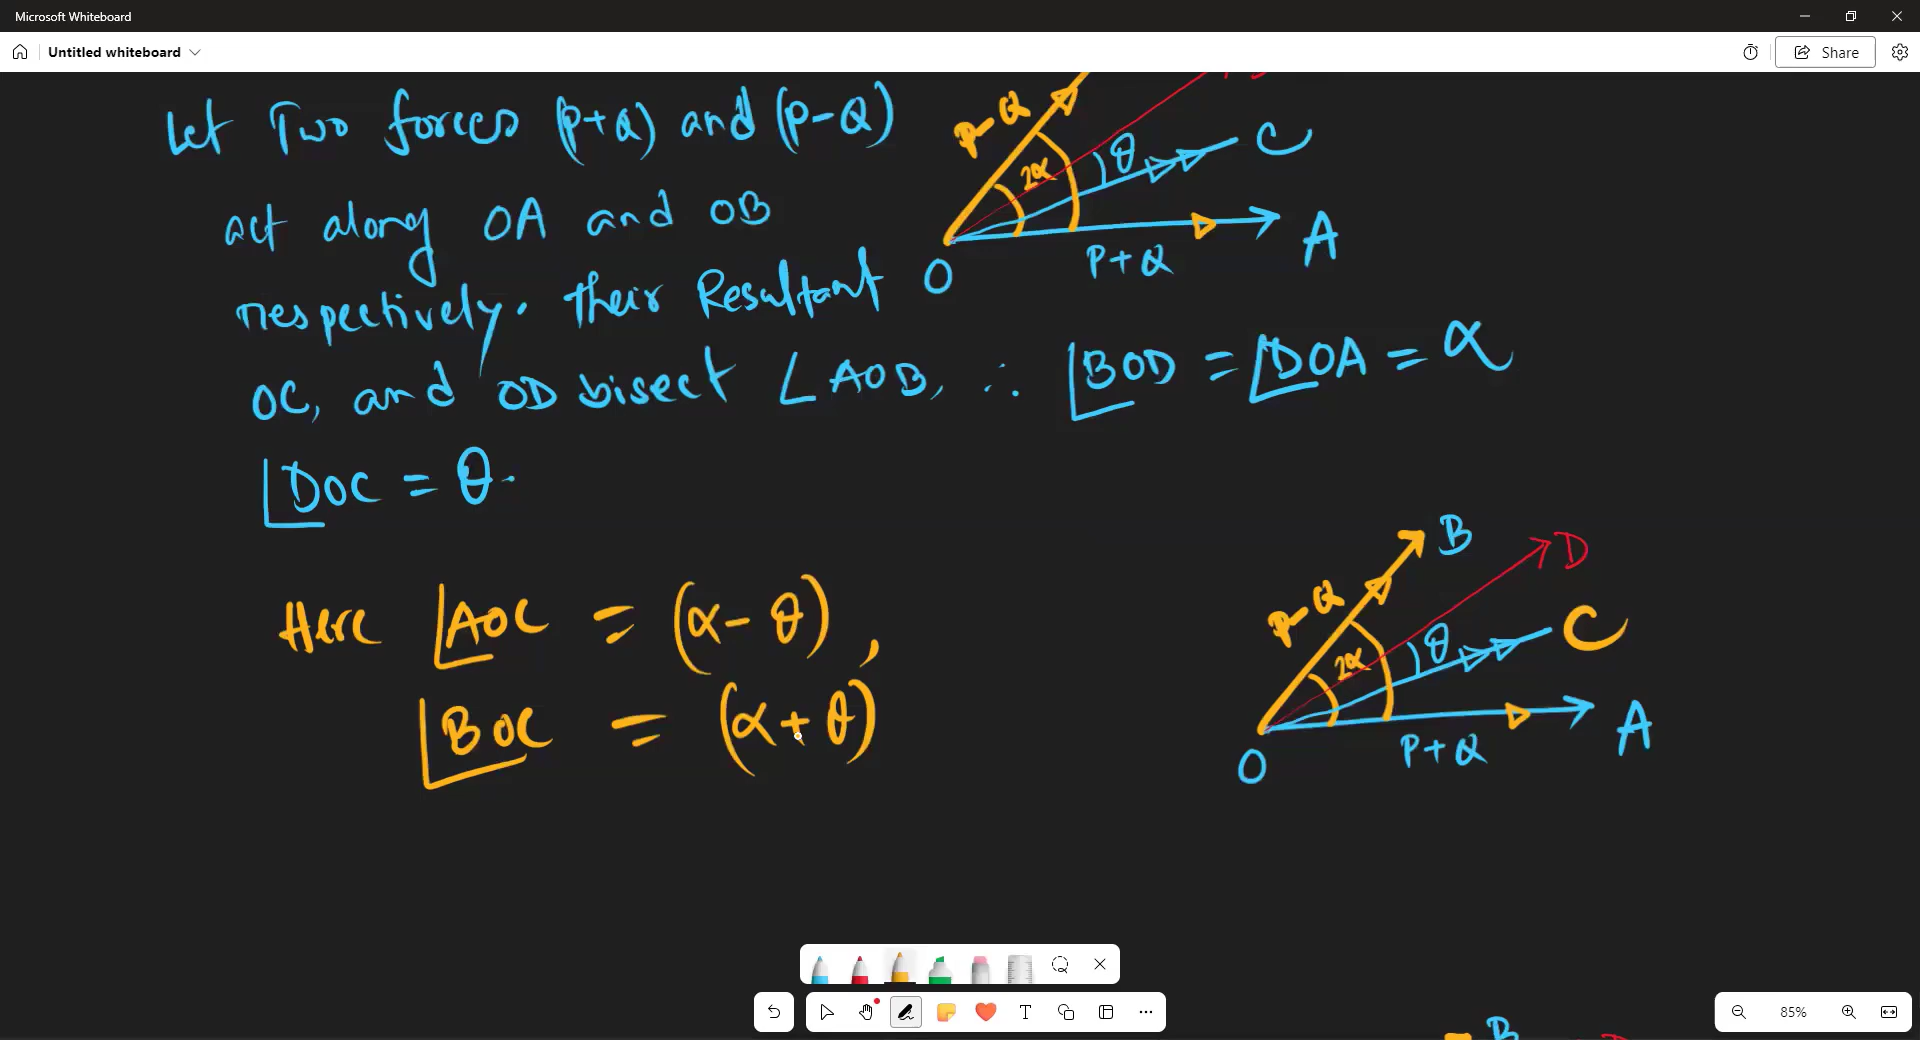 Microsoft Whiteboard
Untitled whiteboard
Share
Let Two forces (P+Q) and (P-Q)
act along OA and OB
respectively. their Resultant
OC, and OD bisect ∠AOB, ∴ ∠BOD = ∠DOA = α
∠DOC = θ.
P-Q
2α
θ
C
O
P+Q
A
Here ∠AOC = (α - θ),
∠BOC = (α + θ)
B
D
P-Q
2α
θ
C
O
P+Q
A
B
T
85%